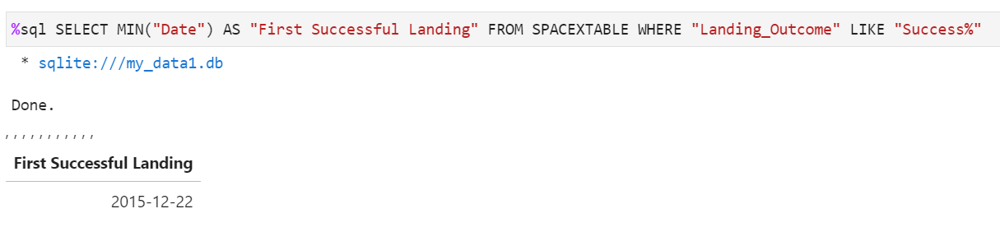 %sql SELECT MIN("Date") AS "First Successful Landing" FROM SPACEXTABLE WHERE "Landing_Outcome" LIKE "Success%"
* sqlite:///my_data1.db
Done.
, , , , , , , , , , ,
First Successful Landing
2015-12-22